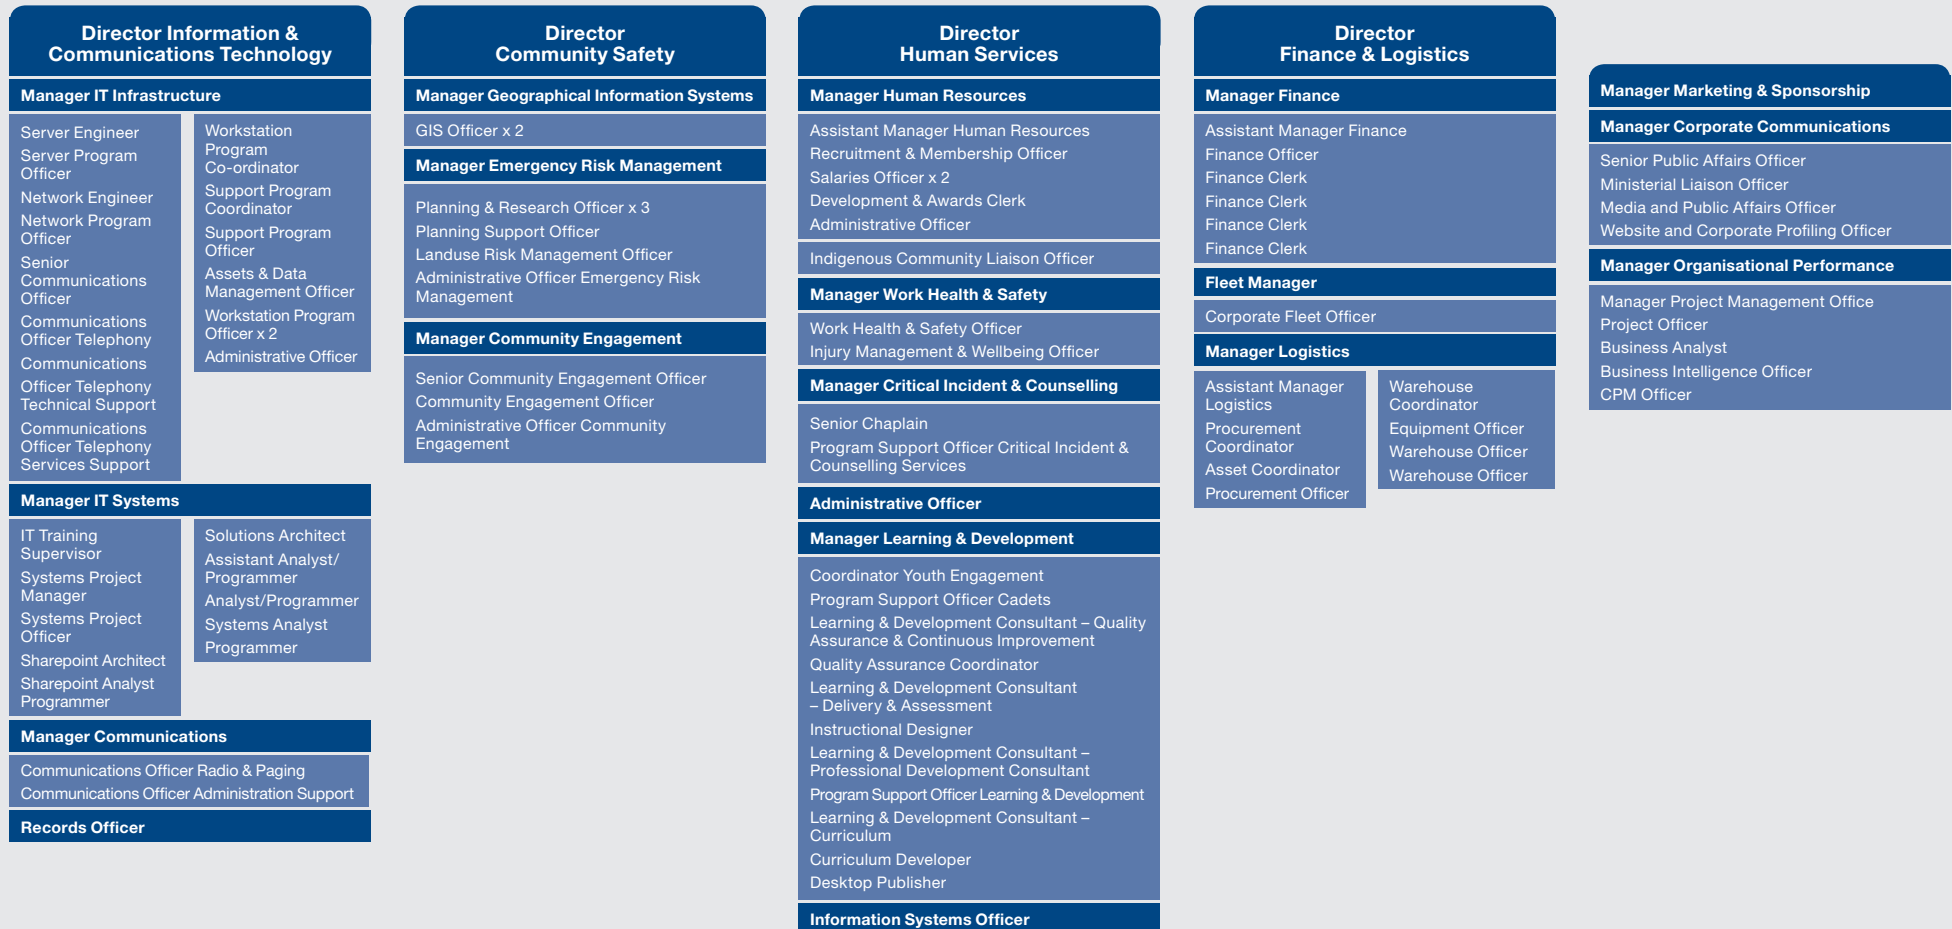 Director Information &
Communications Technology
Manager IT Infrastructure
Server Engineer
Server Program
Officer
Network Engineer
Network Program
Officer
Senior
Communications
Officer
Communications
Officer Telephony
Communications
Officer Telephony
Technical Support
Communications
Officer Telephony
Services Support
Workstation
Program
Co-ordinator
Support Program
Coordinator
Support Program
Officer
Assets & Data
Management Officer
Workstation Program
Officer x 2
Administrative Officer
Manager IT Systems
IT Training
Supervisor
Systems Project
Manager
Systems Project
Officer
Sharepoint Architect
Sharepoint Analyst
Programmer
Solutions Architect
Assistant Analyst/
Programmer
Analyst/Programmer
Systems Analyst
Programmer
Manager Communications
Communications Officer Radio & Paging
Communications Officer Administration Support
Records Officer
Director
Community Safety
Manager Geographical Information Systems
GIS Officer x 2
Manager Emergency Risk Management
Planning & Research Officer x 3
Planning Support Officer
Landuse Risk Management Officer
Administrative Officer Emergency Risk
Management
Manager Community Engagement
Senior Community Engagement Officer
Community Engagement Officer
Administrative Officer Community
Engagement
Director
Human Services
Manager Human Resources
Assistant Manager Human Resources
Recruitment & Membership Officer
Salaries Officer x 2
Development & Awards Clerk
Administrative Officer
Indigenous Community Liaison Officer
Manager Work Health & Safety
Work Health & Safety Officer
Injury Management & Wellbeing Officer
Manager Critical Incident & Counselling
Senior Chaplain
Program Support Officer Critical Incident &
Counselling Services
Administrative Officer
Manager Learning & Development
Coordinator Youth Engagement
Program Support Officer Cadets
Learning & Development Consultant – Quality
Assurance & Continuous Improvement
Quality Assurance Coordinator
Learning & Development Consultant
– Delivery & Assessment
Instructional Designer
Learning & Development Consultant –
Professional Development Consultant
Program Support Officer Learning & Development
Learning & Development Consultant –
Curriculum
Curriculum Developer
Desktop Publisher
Information Systems Officer
Director
Finance & Logistics
Manager Finance
Assistant Manager Finance
Finance Officer
Finance Clerk
Finance Clerk
Finance Clerk
Finance Clerk
Fleet Manager
Corporate Fleet Officer
Manager Logistics
Assistant Manager
Logistics
Procurement
Coordinator
Asset Coordinator
Procurement Officer
Warehouse
Coordinator
Equipment Officer
Warehouse Officer
Warehouse Officer
Manager Marketing & Sponsorship
Manager Corporate Communications
Senior Public Affairs Officer
Ministerial Liaison Officer
Media and Public Affairs Officer
Website and Corporate Profiling Officer
Manager Organisational Performance
Manager Project Management Office
Project Officer
Business Analyst
Business Intelligence Officer
CPM Officer